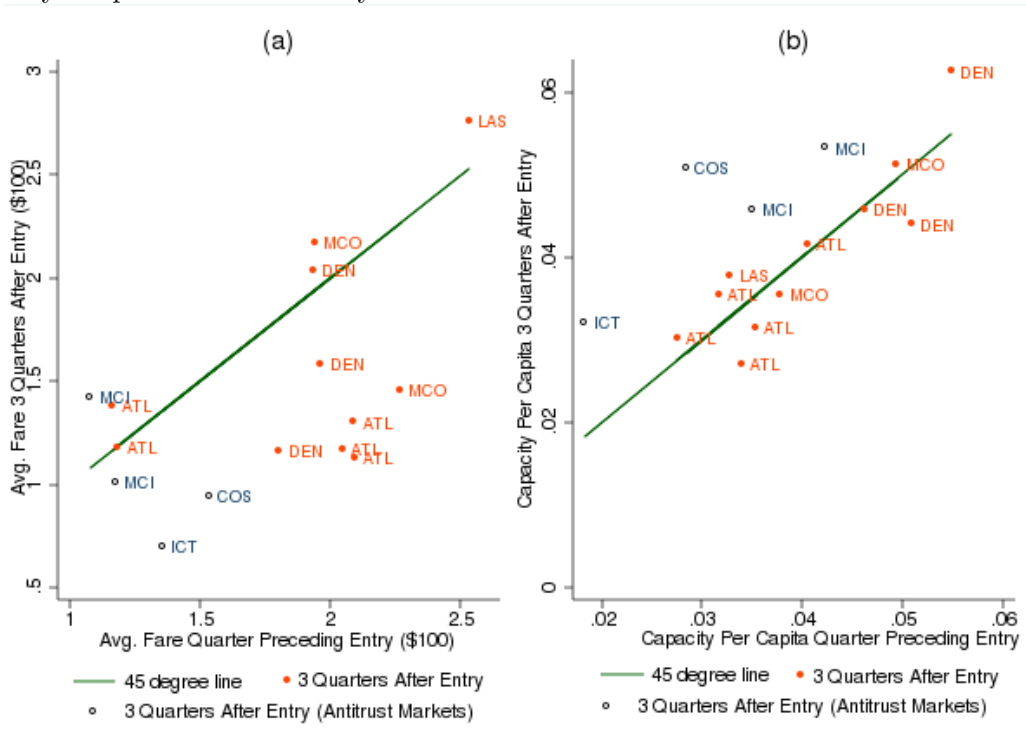 (a)
Avg. Fare 3 Quarters After Entry ($100)
3
2.5
2
1.5
1
.5
LAS
MCO
DEN
DEN
MCO
MCI
ATL
ATL
ATL
DEN
ATL
ATL
MCI
COS
ICT
1
1.5
2
2.5
Avg. Fare Quarter Preceding Entry ($100)
45 degree line
3 Quarters After Entry
3 Quarters After Entry (Antitrust Markets)
(b)
Capacity Per Capita 3 Quarters After Entry
.06
.04
.02
0
DEN
MCI
COS
MCO
MCI
DEN
DEN
ATL
LAS
ATL
MCO
ICT
ATL
ATL
ATL
.02
.03
.04
.05
.06
Capacity Per Capita Quarter Preceding Entry
45 degree line
3 Quarters After Entry
3 Quarters After Entry (Antitrust Markets)